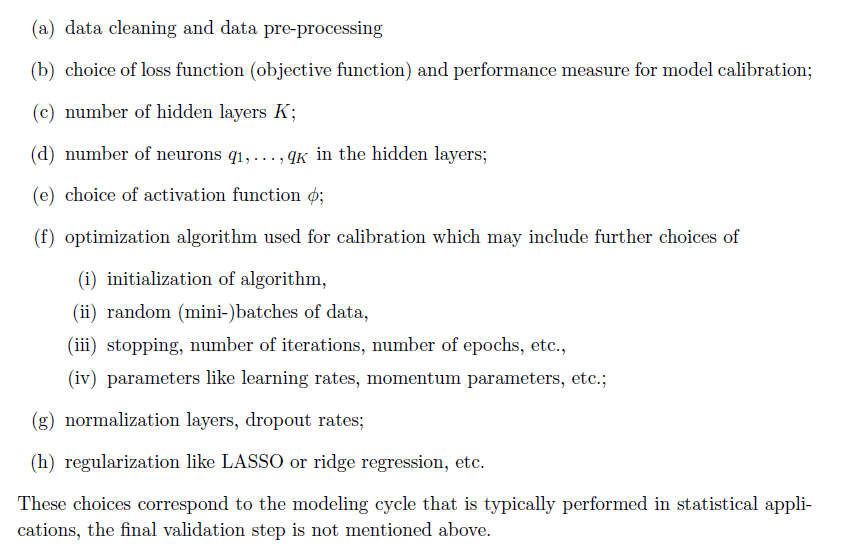 (a) data cleaning and data pre-processing
(b) choice of loss function (objective function) and performance measure for model calibration;
(c) number of hidden layers K;
(d) number of neurons q₁, . . . , q_K in the hidden layers;
(e) choice of activation function ϕ;
(f) optimization algorithm used for calibration which may include further choices of
(i) initialization of algorithm,
(ii) random (mini-)batches of data,
(iii) stopping, number of iterations, number of epochs, etc.,
(iv) parameters like learning rates, momentum parameters, etc.;
(g) normalization layers, dropout rates;
(h) regularization like LASSO or ridge regression, etc.
These choices correspond to the modeling cycle that is typically performed in statistical appli-
cations, the final validation step is not mentioned above.